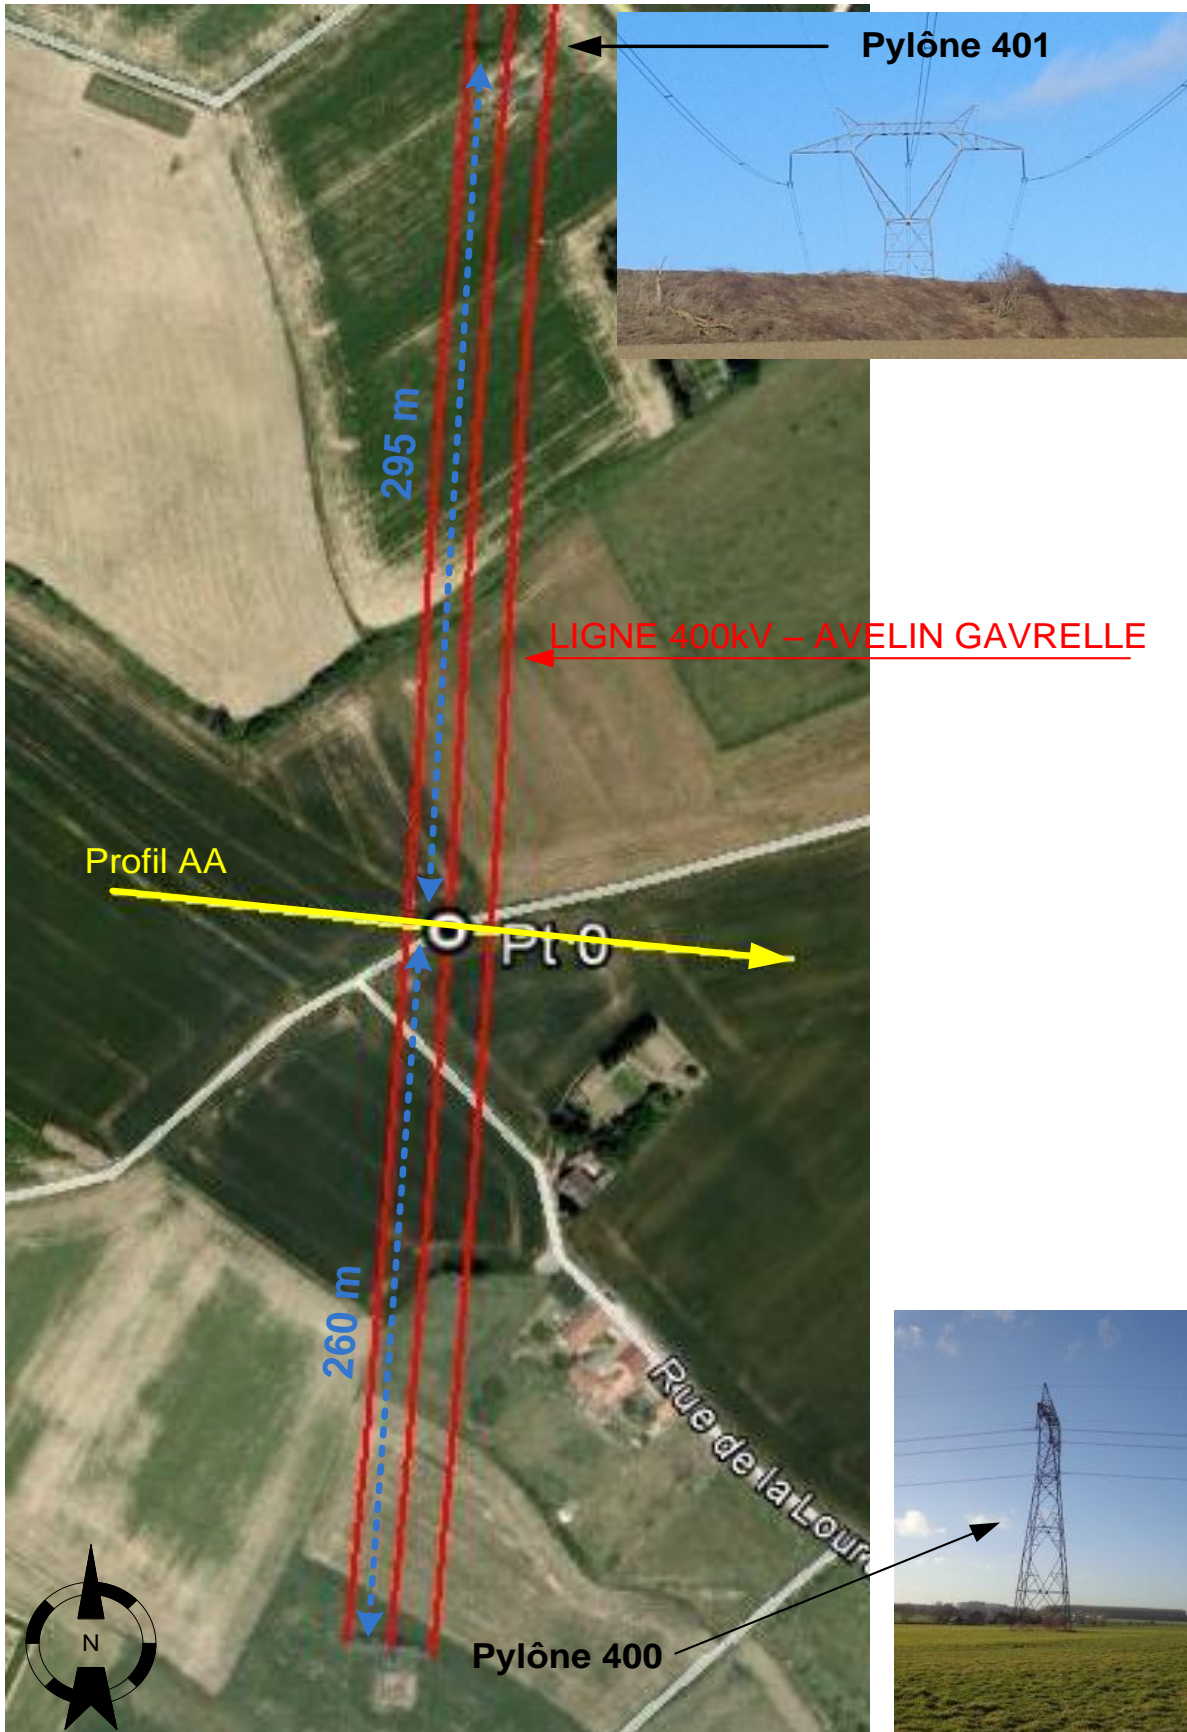 Pylône 401
295 m
LIGNE 400kV – AVELIN GAVRELLE
Profil AA
Pt 0
260 m
Rue de la Lour
N
Pylône 400